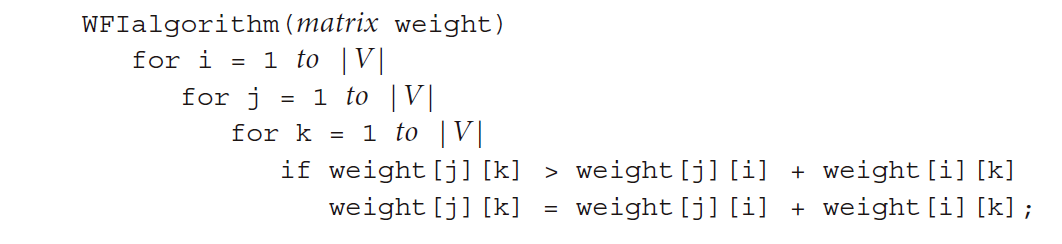 WFIalgorithm(matrix weight)
for i = 1 to |V|
for j = 1 to |V|
for k = 1 to |V|
if weight[j][k] > weight[j][i] + weight[i][k]
weight[j][k] = weight[j][i] + weight[i][k];